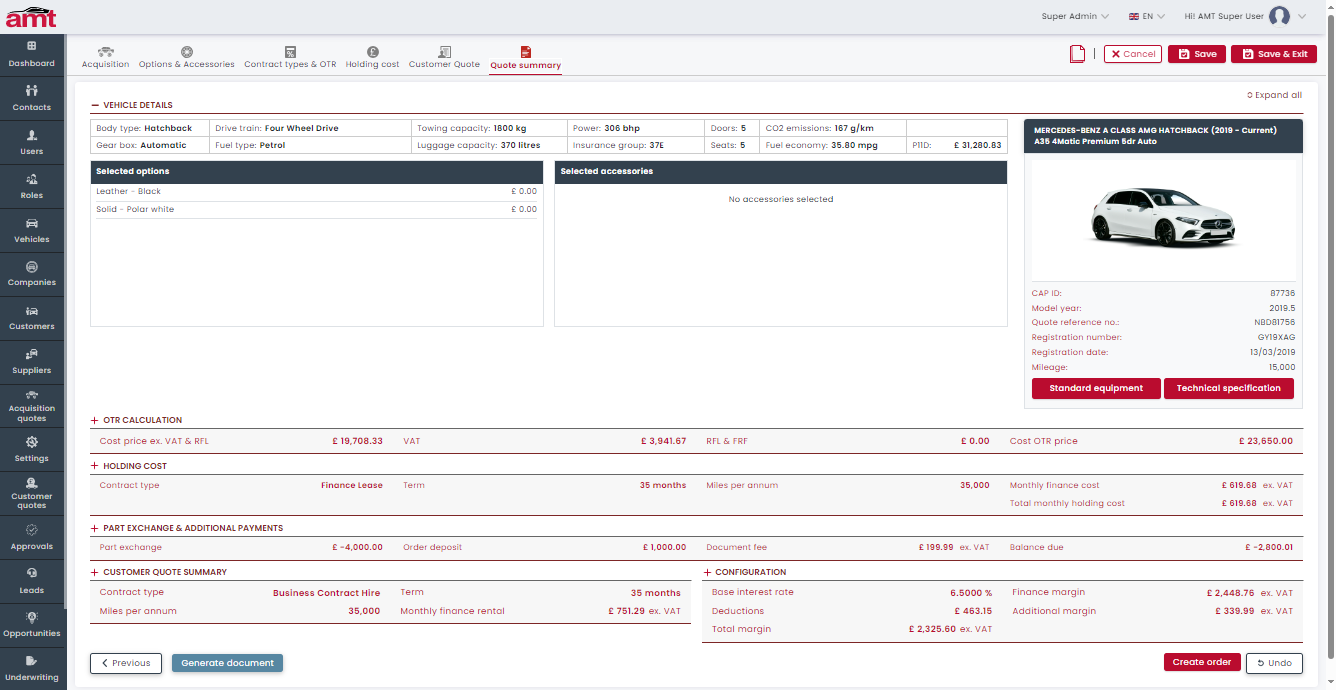 amt
Super Admin
EN
Hi! AMT Super User
Dashboard
Contacts
Users
Roles
Vehicles
Companies
Customers
Suppliers
Acquisition quotes
Settings
Customer quotes
Approvals
Leads
Opportunities
Underwriting
Acquisition
Options & Accessories
Contract types & OTR
Holding cost
Customer Quote
Quote summary
Cancel
Save
Save & Exit
Expand all
VEHICLE DETAILS
Body type: Hatchback Drive train: Four Wheel Drive Towing capacity: 1800 kg Power: 306 bhp Doors: 5 CO2 emissions: 167 g/km
Gear box: Automatic Fuel type: Petrol Luggage capacity: 370 litres Insurance group: 37E Seats: 5 Fuel economy: 35.80 mpg P11D: £ 31,280.83
Selected options
Leather - Black £ 0.00
Solid - Polar white £ 0.00
Selected accessories
No accessories selected
MERCEDES-BENZ A CLASS AMG HATCHBACK (2019 - Current)
A35 4Matic Premium 5dr Auto
CAP ID: 87736
Model year: 2019.5
Quote reference no.: NBD81756
Registration number: GY19XAG
Registration date: 13/03/2019
Mileage: 15,000
Standard equipment
Technical specification
OTR CALCULATION
Cost price ex. VAT & RFL £ 19,708.33 VAT £ 3,941.67 RFL & FRF £ 0.00 Cost OTR price £ 23,650.00
HOLDING COST
Contract type Finance Lease Term 35 months Miles per annum 35,000 Monthly finance cost £ 619.68 ex. VAT
Total monthly holding cost £ 619.68 ex. VAT
PART EXCHANGE & ADDITIONAL PAYMENTS
Part exchange £ -4,000.00 Order deposit £ 1,000.00 Document fee £ 199.99 ex. VAT Balance due £ -2,800.01
CUSTOMER QUOTE SUMMARY
Contract type Business Contract Hire Term 35 months
Miles per annum 35,000 Monthly finance rental £ 751.29 ex. VAT
CONFIGURATION
Base interest rate 6.5000 % Finance margin £ 2,448.76 ex. VAT
Deductions £ 463.15 Additional margin £ 339.99 ex. VAT
Total margin £ 2,325.60 ex. VAT
Previous
Generate document
Create order
Undo